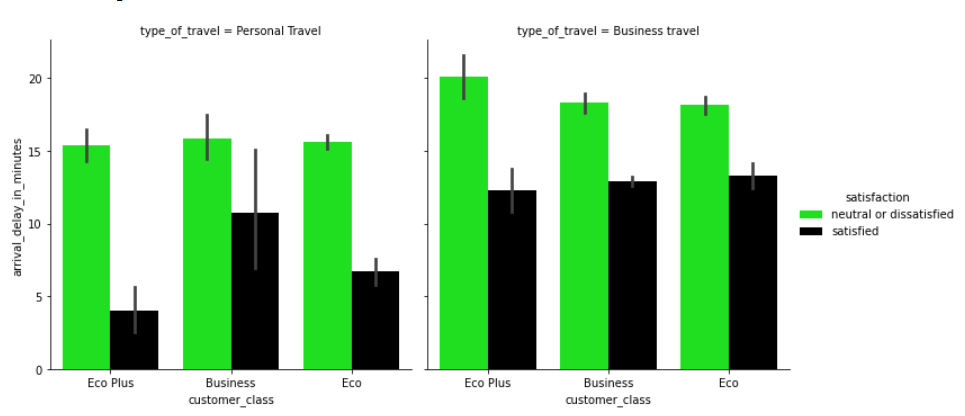 type_of_travel = Personal Travel
type_of_travel = Business travel
arrival_delay_in_minutes
20
15
10
5
0
Eco Plus
Business
Eco
customer_class
Eco Plus
Business
Eco
customer_class
satisfaction
neutral or dissatisfied
satisfied